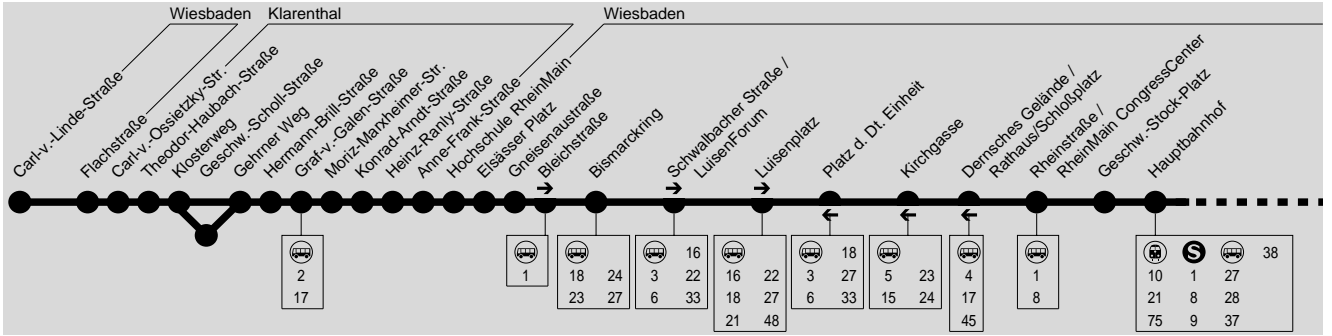 Wiesbaden
Klarenthal
Wiesbaden
Carl-v.-Linde-Straße
Flachstraße
Carl-v.-Ossietzky-Str.
Theodor-Haubach-Straße
Klosterweg
Geschw.-Scholl-Straße
Gehrner Weg
Hermann-Brill-Straße
Graf-v.-Galen-Straße
Moritz-Marxheimer-Str.
Konrad-Arndt-Straße
Heinz-Ranly-Straße
Anne-Frank-Straße
Hochschule RheinMain
Elsässer Platz
Gneisenaustraße
Bleichstraße
Bismarckring
Schwalbacher Straße /
LuisenForum
Luisenplatz
Platz d. Dt. Einheit
Kirchgasse
Dernsches Gelände /
Rathaus/Schloßplatz
Rheinstraße /
RheinMain CongressCenter
Geschw.-Stock-Platz
Hauptbahnhof
2
17
1
18 24
23 27
16
3 22
6 33
16 22
18 27
21 48
18
3 27
6 33
5 23
15 24
4
17
45
1
8
S 38
10 1 27
21 8 28
75 9 37